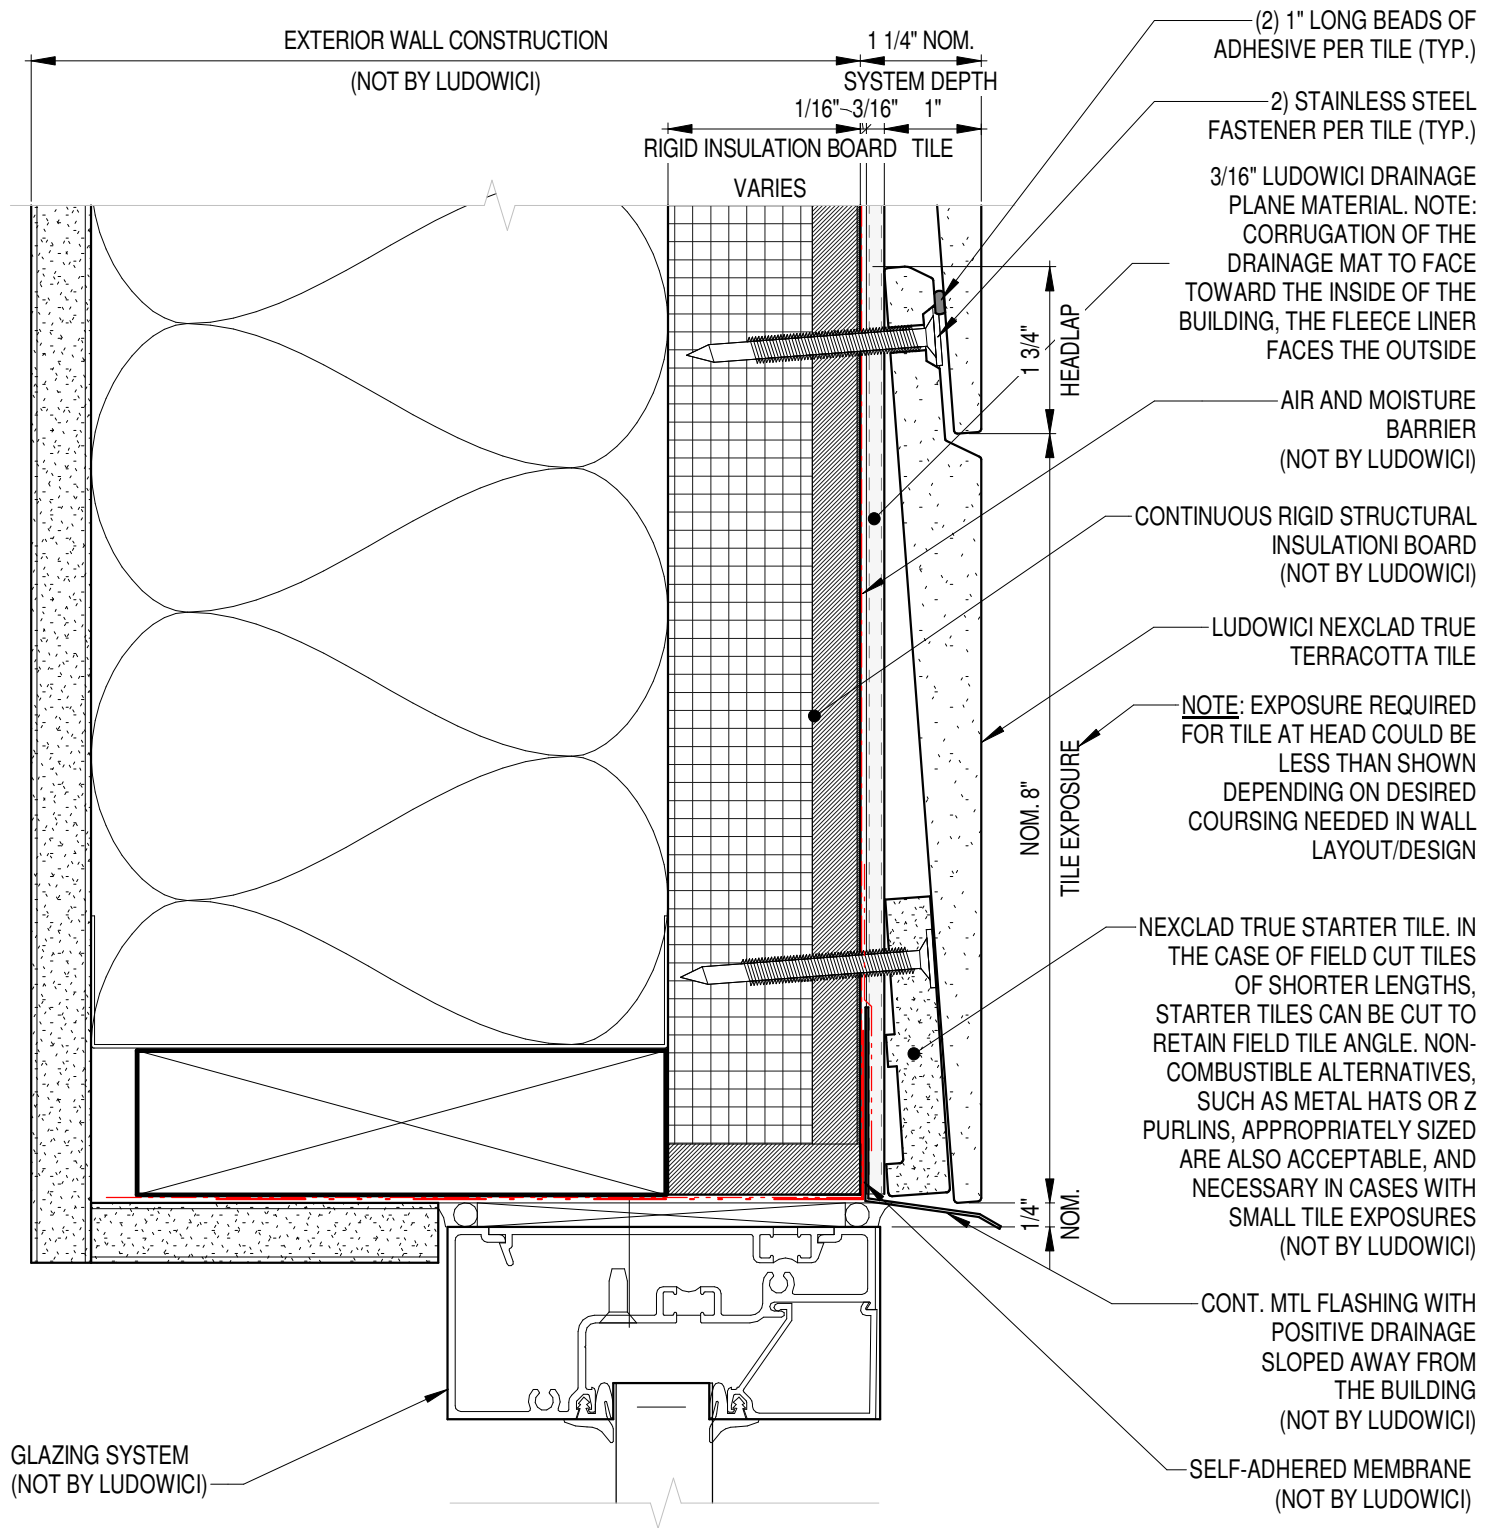 EXTERIOR WALL CONSTRUCTION
(NOT BY LUDOWICI)
1 1/4" NOM.
SYSTEM DEPTH
1/16"
3/16"
1"
RIGID INSULATION BOARD
TILE
VARIES
(2) 1" LONG BEADS OF
ADHESIVE PER TILE (TYP.)
2) STAINLESS STEEL
FASTENER PER TILE (TYP.)
3/16" LUDOWICI DRAINAGE
PLANE MATERIAL. NOTE:
CORRUGATION OF THE
DRAINAGE MAT TO FACE
TOWARD THE INSIDE OF THE
BUILDING, THE FLEECE LINER
FACES THE OUTSIDE
1 3/4"
HEADLAP
AIR AND MOISTURE
BARRIER
(NOT BY LUDOWICI)
CONTINUOUS RIGID STRUCTURAL
INSULATIONI BOARD
(NOT BY LUDOWICI)
LUDOWICI NEXCLAD TRUE
TERRACOTTA TILE
NOTE: EXPOSURE REQUIRED
FOR TILE AT HEAD COULD BE
LESS THAN SHOWN
DEPENDING ON DESIRED
COURSING NEEDED IN WALL
LAYOUT/DESIGN
NOM. 8"
TILE EXPOSURE
NEXCLAD TRUE STARTER TILE. IN
THE CASE OF FIELD CUT TILES
OF SHORTER LENGTHS,
STARTER TILES CAN BE CUT TO
RETAIN FIELD TILE ANGLE. NON-
COMBUSTIBLE ALTERNATIVES,
SUCH AS METAL HATS OR Z
PURLINS, APPROPRIATELY SIZED
ARE ALSO ACCEPTABLE, AND
NECESSARY IN CASES WITH
SMALL TILE EXPOSURES
(NOT BY LUDOWICI)
1/4"
NOM.
CONT. MTL FLASHING WITH
POSITIVE DRAINAGE
SLOPED AWAY FROM
THE BUILDING
(NOT BY LUDOWICI)
GLAZING SYSTEM
(NOT BY LUDOWICI)
SELF-ADHERED MEMBRANE
(NOT BY LUDOWICI)